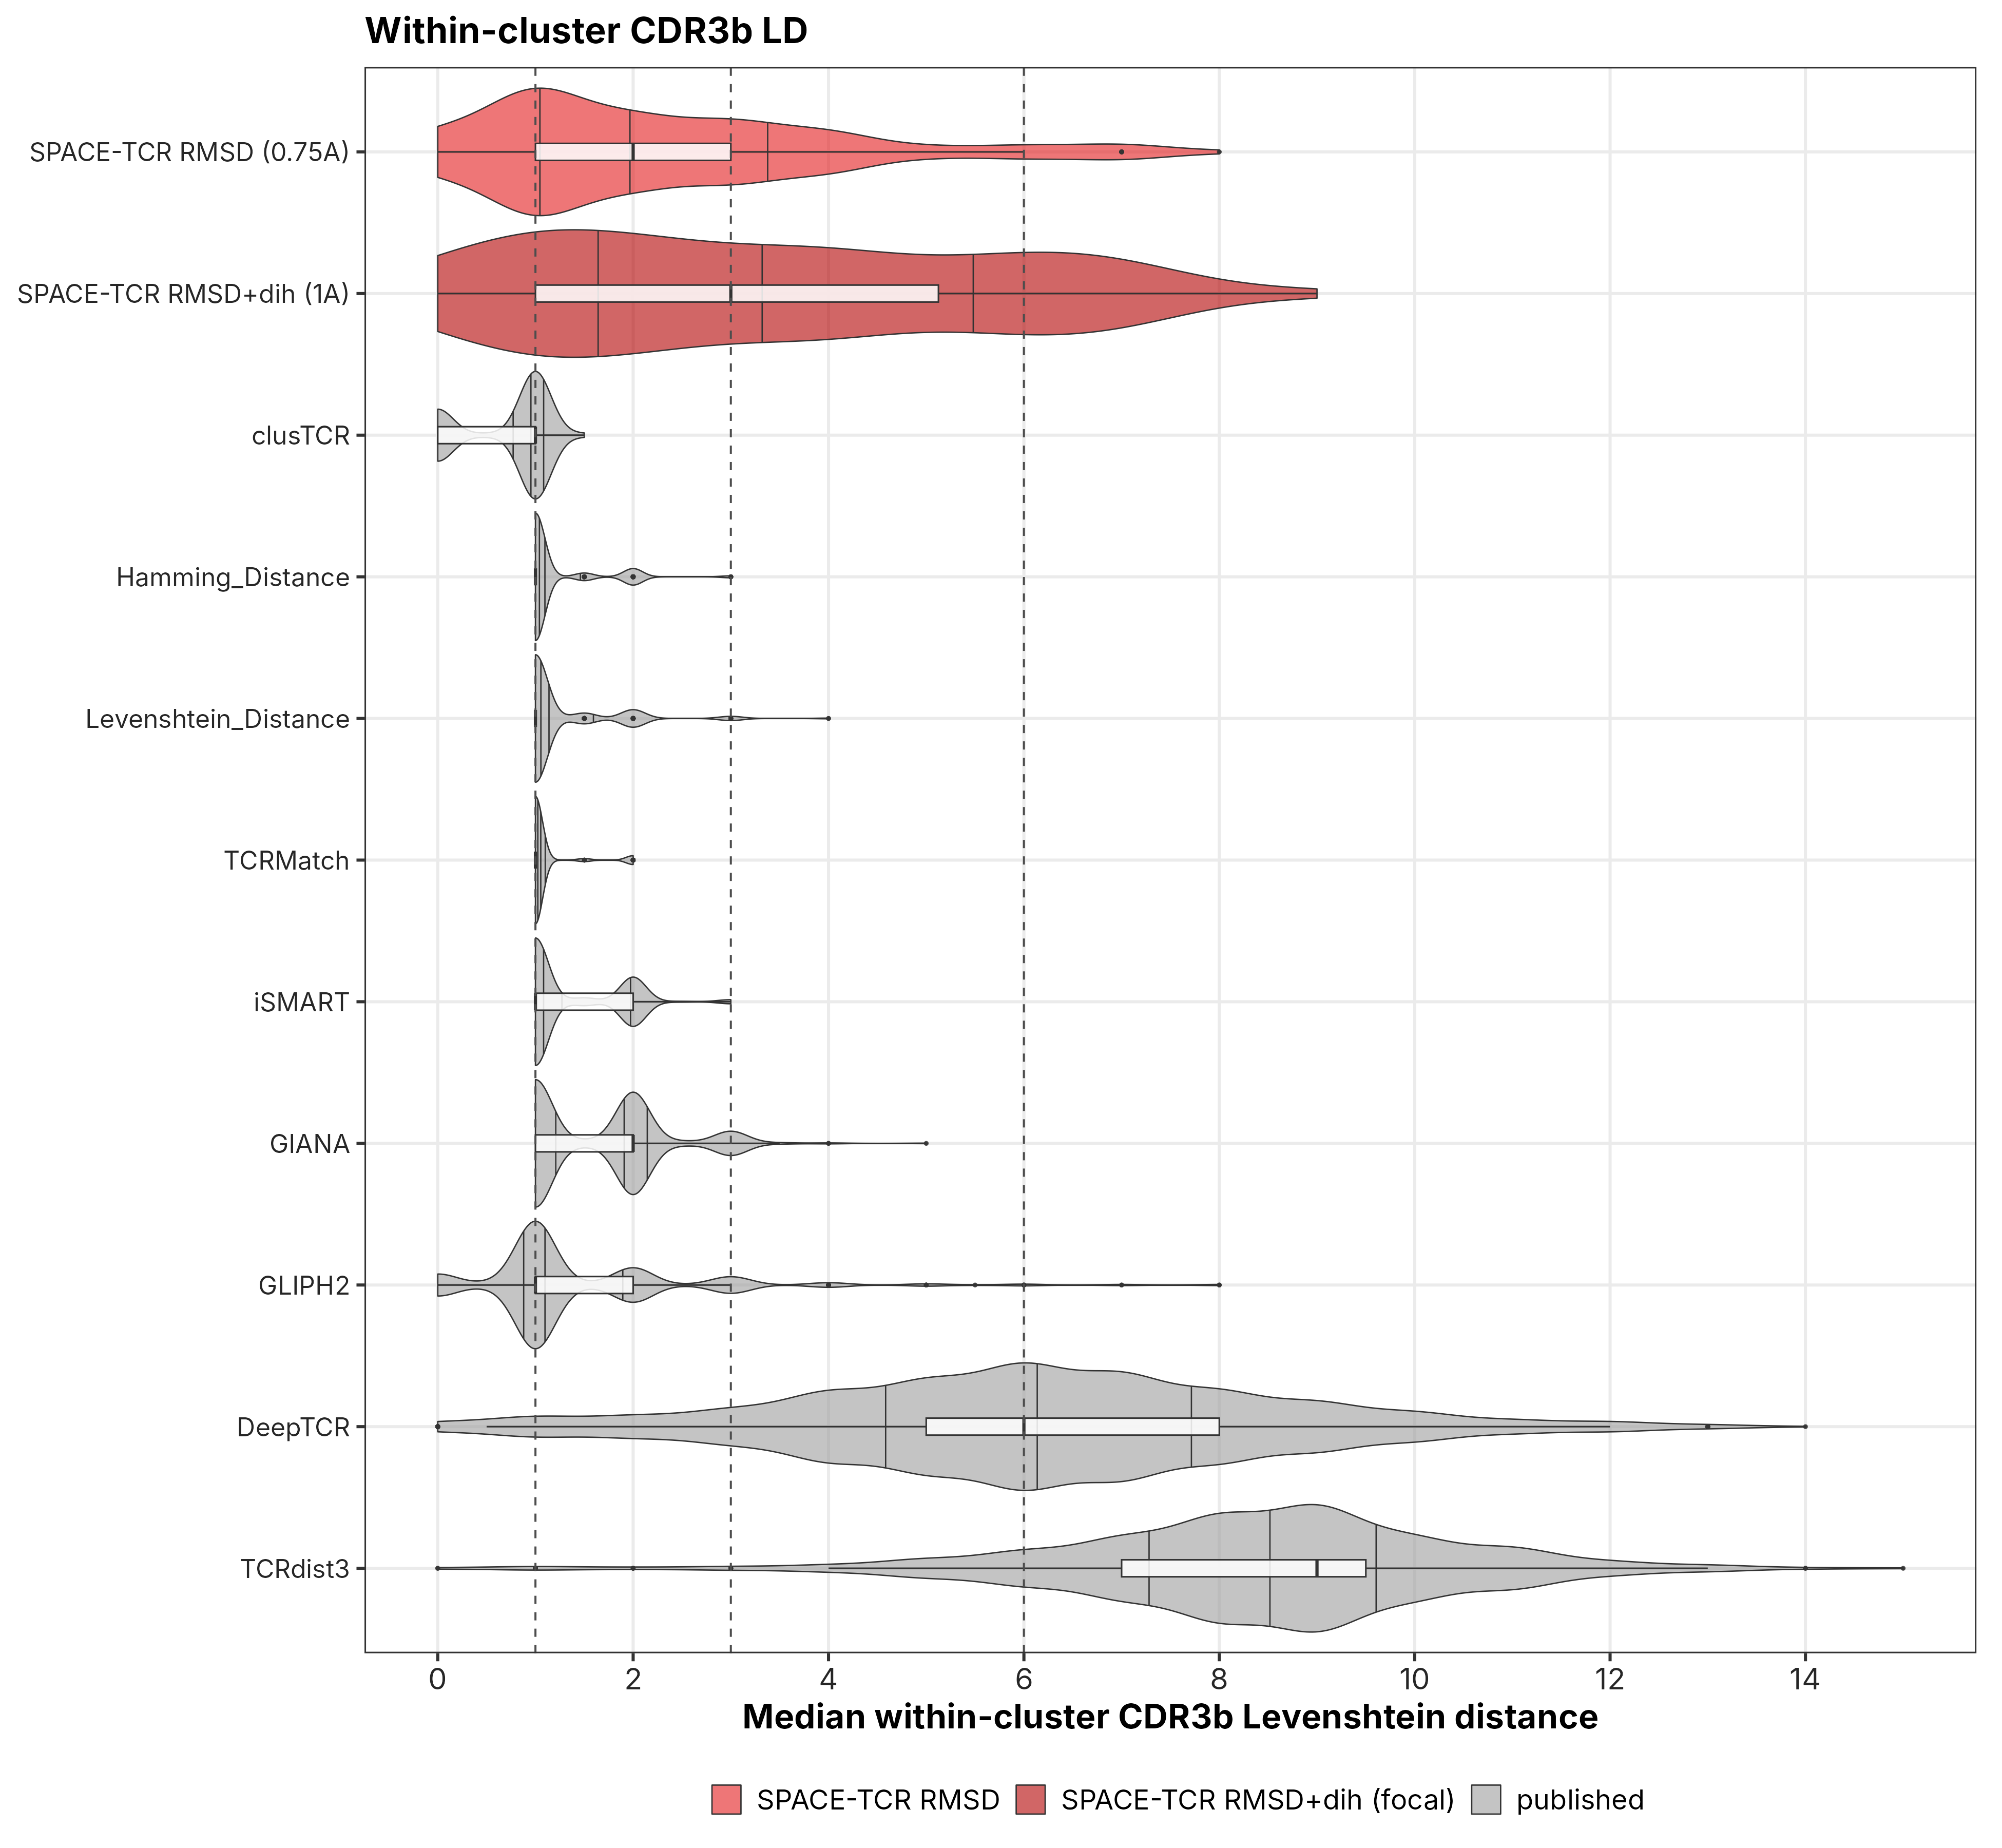 Within-cluster CDR3b LD
SPACE-TCR RMSD (0.75A)
SPACE-TCR RMSD+dih (1A)
clusTCR
Hamming_Distance
Levenshtein_Distance
TCRMatch
iSMART
GIANA
GLIPH2
DeepTCR
TCRdist3
0 2 4 6 8 10 12 14
Median within-cluster CDR3b Levenshtein distance
SPACE-TCR RMSD SPACE-TCR RMSD+dih (focal) published